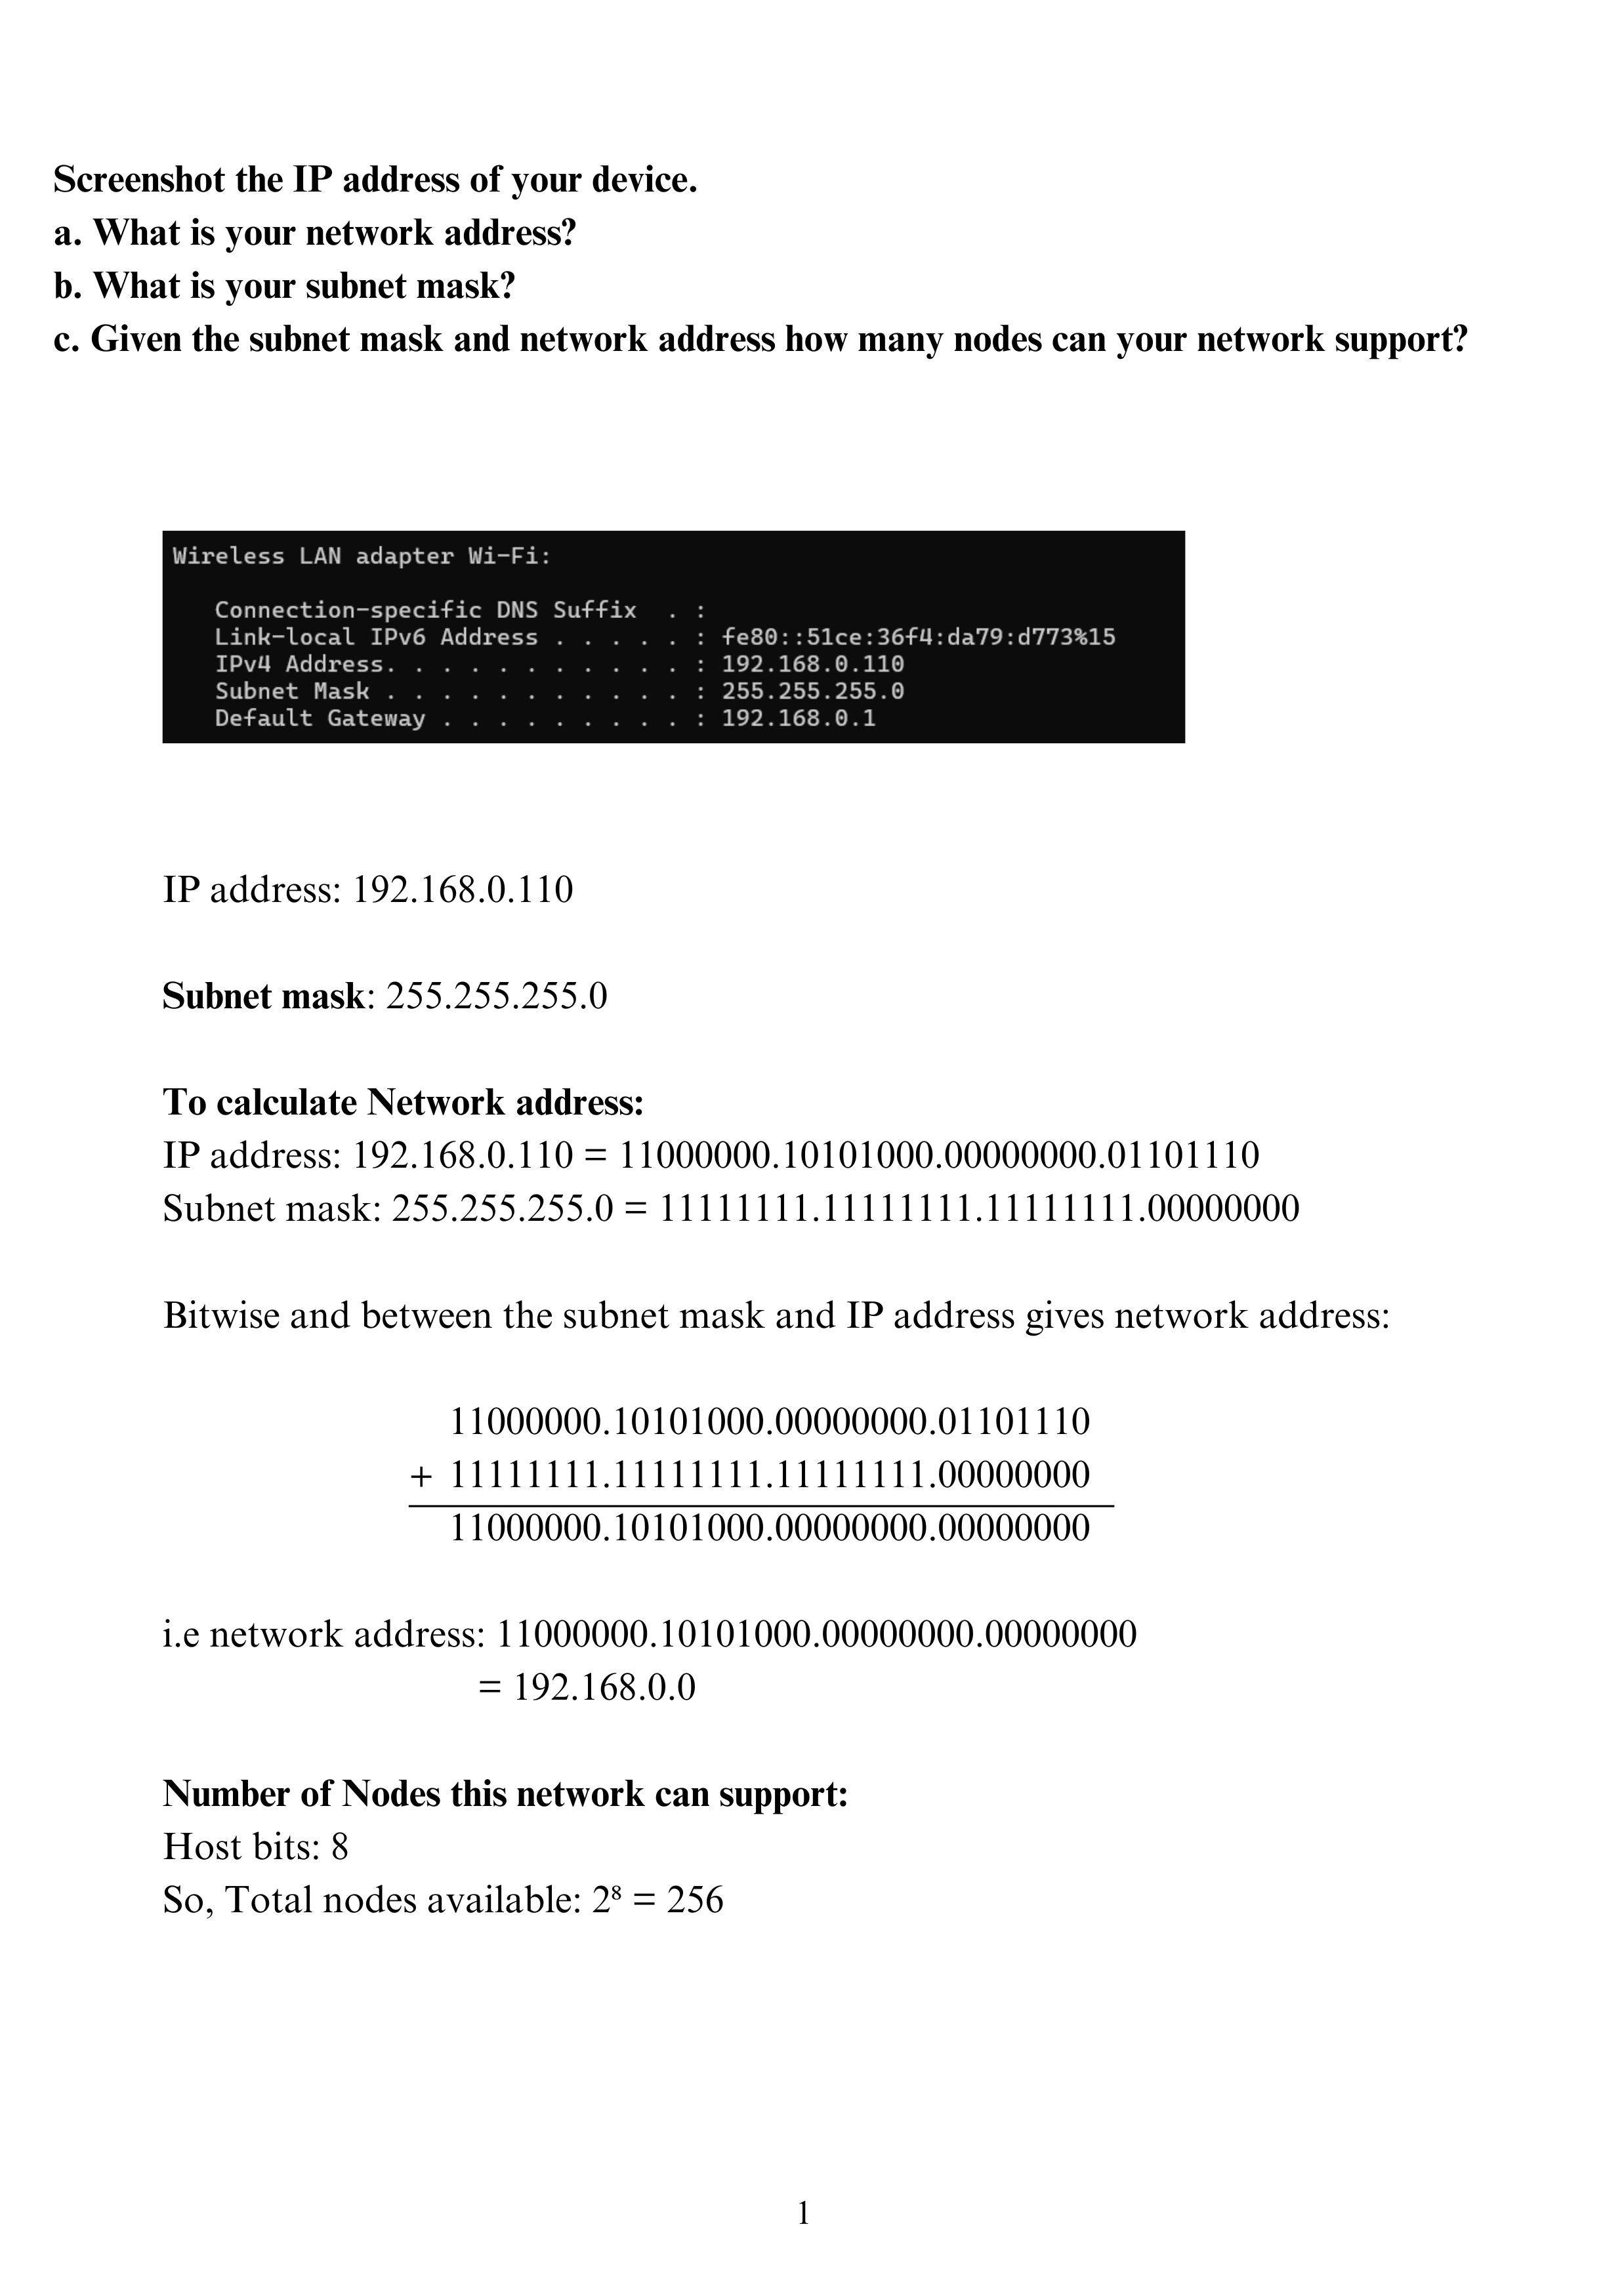 Screenshot the IP address of your device.
a. What is your network address?
b. What is your subnet mask?
c. Given the subnet mask and network address how many nodes can your network support?
Wireless LAN adapter Wi-Fi:
Connection-specific DNS Suffix  . :
Link-local IPv6 Address . . . . . : fe80::51ce:36f4:da79:d773%15
IPv4 Address. . . . . . . . . . . : 192.168.0.110
Subnet Mask . . . . . . . . . . . : 255.255.255.0
Default Gateway . . . . . . . . . : 192.168.0.1
IP address: 192.168.0.110
Subnet mask: 255.255.255.0
To calculate Network address:
IP address: 192.168.0.110 = 11000000.10101000.00000000.01101110
Subnet mask: 255.255.255.0 = 11111111.11111111.11111111.00000000
Bitwise and between the subnet mask and IP address gives network address:
11000000.10101000.00000000.01101110
+ 11111111.11111111.11111111.00000000
11000000.10101000.00000000.00000000
i.e network address: 11000000.10101000.00000000.00000000
= 192.168.0.0
Number of Nodes this network can support:
Host bits: 8
So, Total nodes available: 2⁸ = 256
1